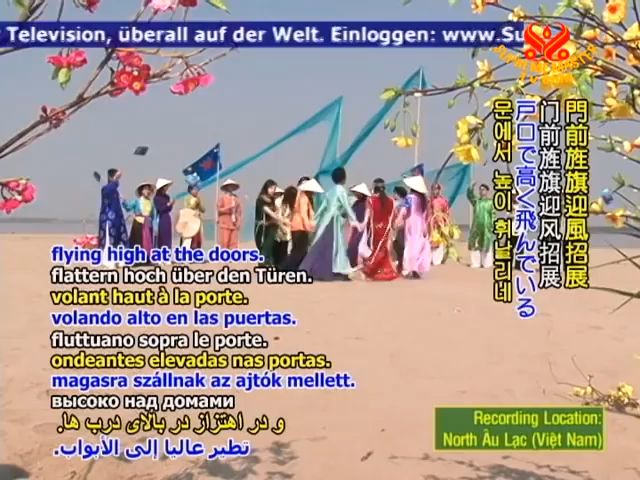 Television, überall auf der Welt. Einloggen: www.Su
SUPREME MASTER
TV.COM
門前旌旗迎風招展
门前旌旗迎风招展
戸口で高く飛んでいる
문에서 높이 휘날리네
flying high at the doors.
flattern hoch über den Türen.
volant haut à la porte.
volando alto en las puertas.
fluttuano sopra le porte.
ondeantes elevadas nas portas.
magasra szállnak az ajtók mellett.
высоко над домами
و در اهتزاز در بالای درب ها.
تطير عاليا إلى الأبواب.
Recording Location:
North Âu Lạc (Việt Nam)